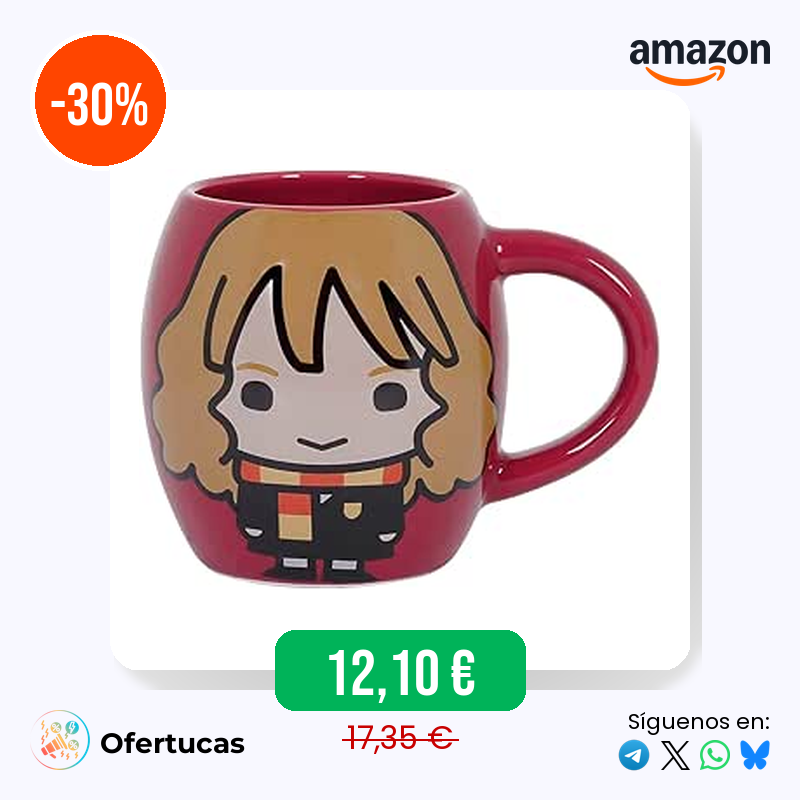 -30%
amazon
12,10 €
17,35 €
Ofertucas
Síguenos en: